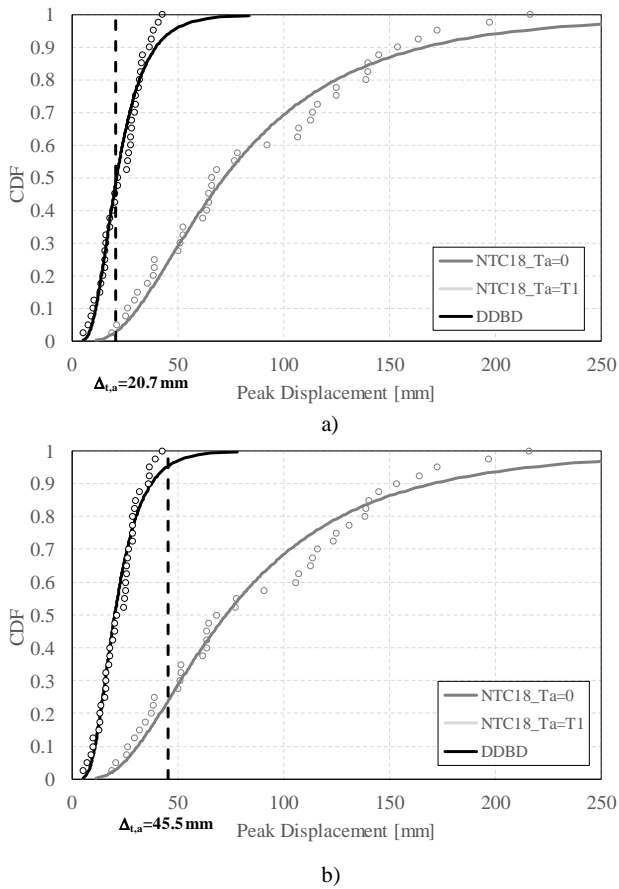 1
0.9
0.8
0.7
0.6
0.5
0.4
0.3
0.2
0.1
0
CDF
NTC18_Ta=0
NTC18_Ta=T1
DDBD
0 50 100 150 200 250
Δt,a=20.7 mm
Peak Displacement [mm]
a)
1
0.9
0.8
0.7
0.6
0.5
0.4
0.3
0.2
0.1
0
CDF
NTC18_Ta=0
NTC18_Ta=T1
DDBD
0 50 100 150 200 250
Δt,a=45.5 mm
Peak Displacement [mm]
b)